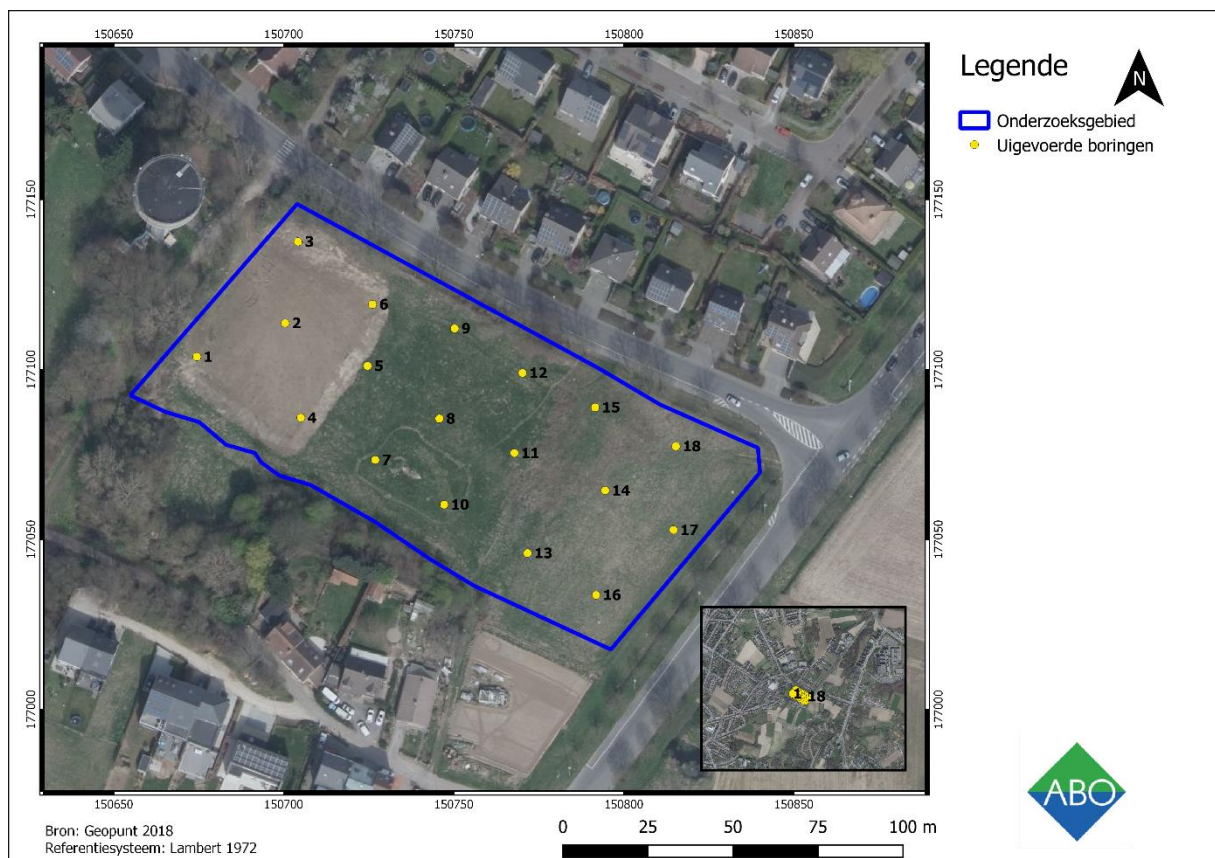 150650 150700 150750 150800 150850
Legende
N
Onderzoeksgebied
Uigevoerde boringen
177150
177150
3
6
2
9
1
177100
5
12
177100
15
4
8
18
11
7
14
10
177050
17
177050
13
16
1 18
177000
177000
150650 150700 150750 150800 150850
ABO
Bron: Geopunt 2018
Referentiesysteem: Lambert 1972
0 25 50 75 100 m